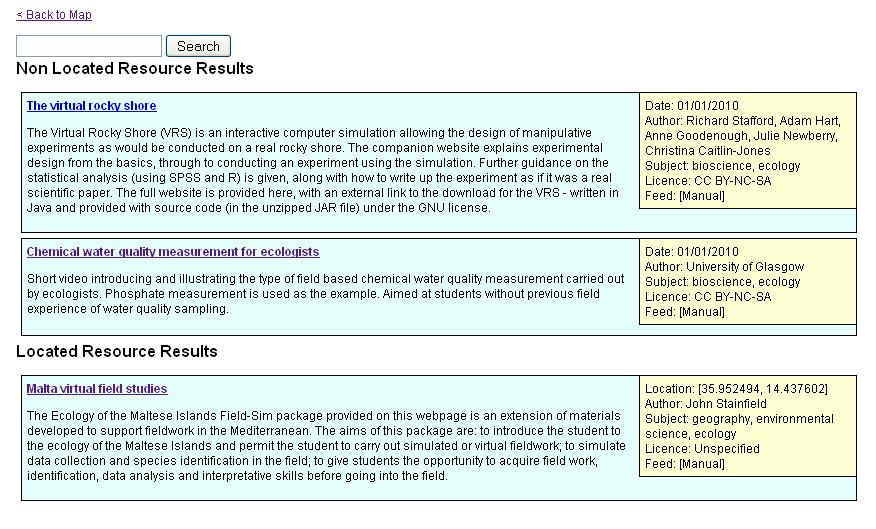 < Back to Map
Search
Non Located Resource Results
The virtual rocky shore
The Virtual Rocky Shore (VRS) is an interactive computer simulation allowing the design of manipulative
experiments as would be conducted on a real rocky shore. The companion website explains experimental
design from the basics, through to conducting an experiment using the simulation. Further guidance on the
statistical analysis (using SPSS and R) is given, along with how to write up the experiment as if it was a real
scientific paper. The full website is provided here, with an external link to the download for the VRS - written in
Java and provided with source code (in the unzipped JAR file) under the GNU license.
Date: 01/01/2010
Author: Richard Stafford, Adam Hart,
Anne Goodenough, Julie Newberry,
Christina Caitlin-Jones
Subject: bioscience, ecology
Licence: CC BY-NC-SA
Feed: [Manual]
Chemical water quality measurement for ecologists
Short video introducing and illustrating the type of field based chemical water quality measurement carried out
by ecologists. Phosphate measurement is used as the example. Aimed at students without previous field
experience of water quality sampling.
Date: 01/01/2010
Author: University of Glasgow
Subject: bioscience, ecology
Licence: CC BY-NC-SA
Feed: [Manual]
Located Resource Results
Malta virtual field studies
The Ecology of the Maltese Islands Field-Sim package provided on this webpage is an extension of materials
developed to support fieldwork in the Mediterranean. The aims of this package are: to introduce the student to
the ecology of the Maltese Islands and permit the student to carry out simulated or virtual fieldwork; to simulate
data collection and species identification in the field; to give students the opportunity to acquire field work,
identification, data analysis and interpretative skills before going into the field.
Location: [35.952494, 14.437602]
Author: John Stainfield
Subject: geography, environmental
science, ecology
Licence: Unspecified
Feed: [Manual]